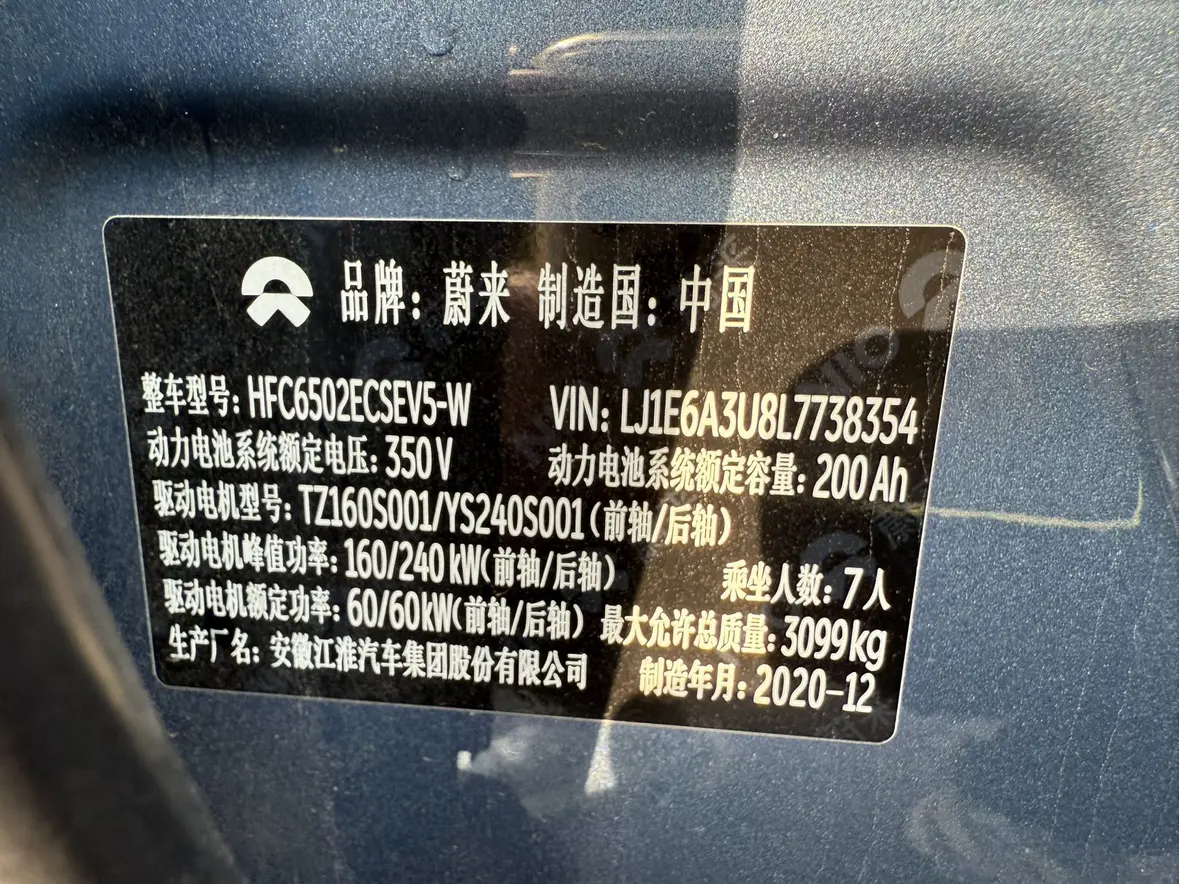 品牌：蔚来 制造国：中国
整车型号：HFC6502ECSEV5-W VIN：LJ1E6A3U8L7738354
动力电池系统额定电压：350V 动力电池系统额定容量：200Ah
驱动电机型号：TZ160S001/YS240S001(前轴/后轴)
驱动电机峰值功率：160/240kW(前轴/后轴) 乘坐人数：7人
驱动电机额定功率：60/60kW(前轴/后轴) 最大允许总质量：3099kg
生产厂名：安徽江淮汽车集团股份有限公司 制造年月：2020-12